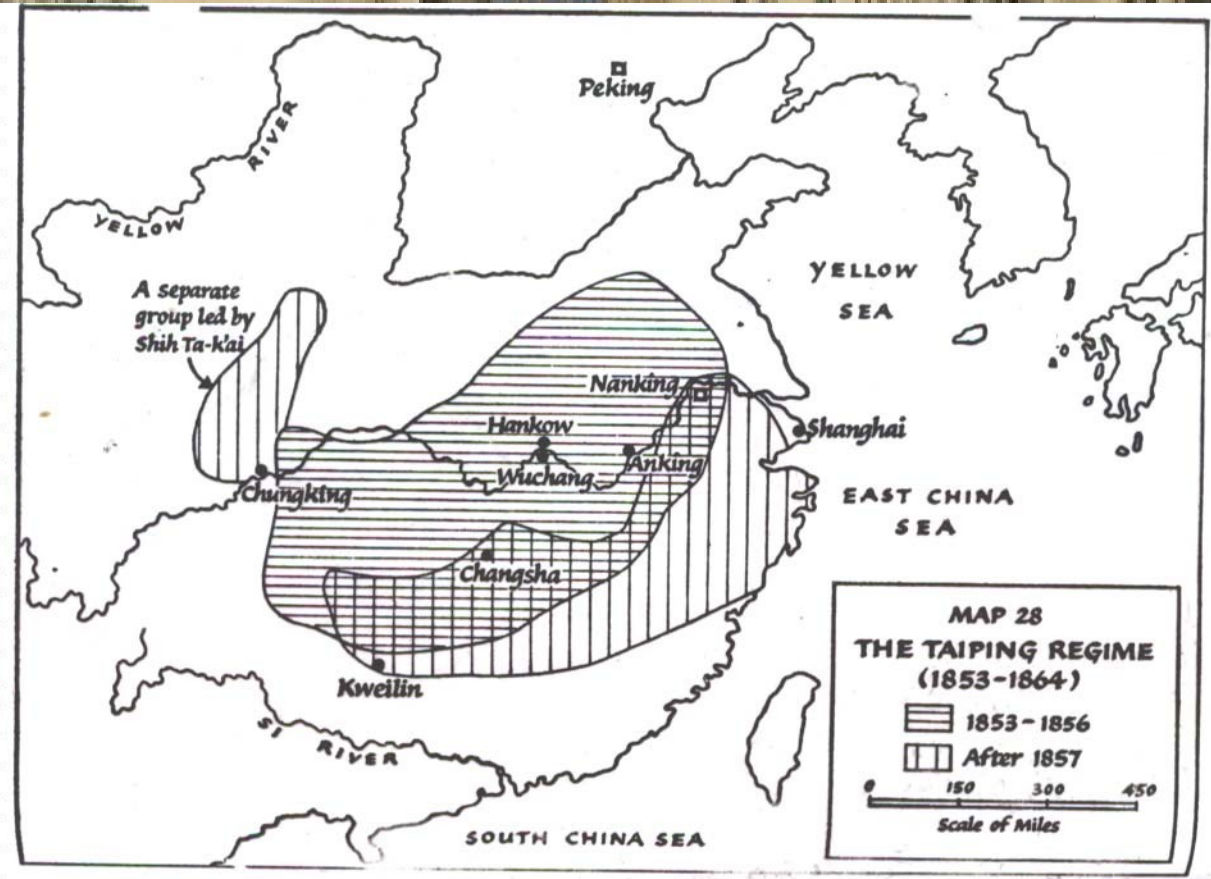 Peking
YELLOW
RIVER
A separate
group led by
Shih Ta-k'ai
YELLOW
SEA
Nanking
Hankow
Wuchang
Anking
Shanghai
Chungking
EAST CHINA
SEA
Changsha
Kweilin
SI RIVER
SOUTH CHINA SEA
MAP 28
THE TAIPING REGIME
(1853-1864)
1853-1856
After 1857
0 150 300 450
Scale of Miles